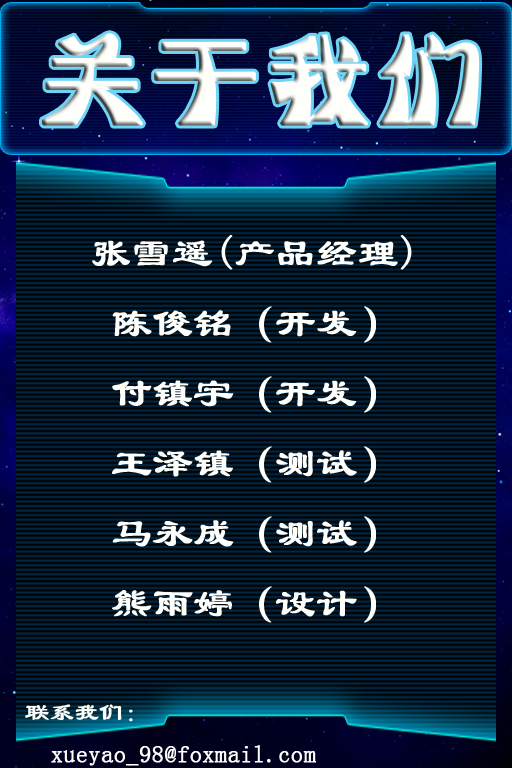 关于我们
张雪遥(产品经理)
陈俊铭 (开发)
付镇宇 (开发)
王泽镇 (测试)
马永成 (测试)
熊雨婷 (设计)
联系我们:
xueyao_98@foxmail.com